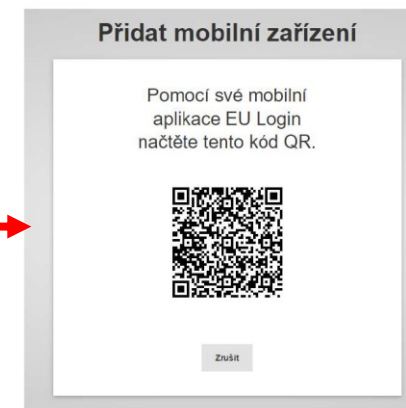 Přidat mobilní zařízení
Pomocí své mobilní
aplikace EU Login
načtěte tento kód QR.
Zrušit